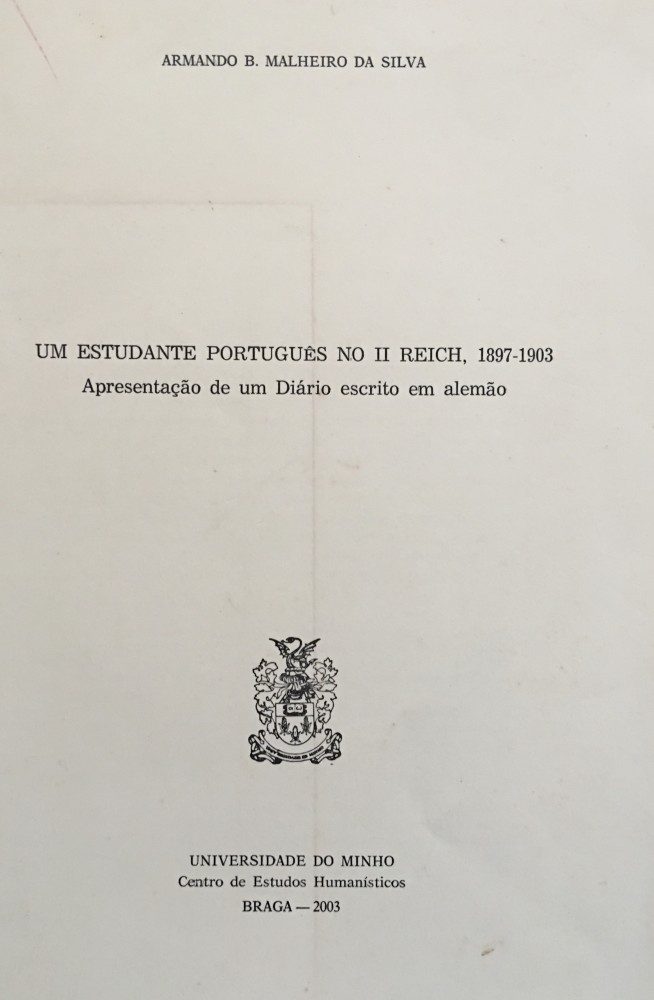 ARMANDO B. MALHEIRO DA SILVA
UM ESTUDANTE PORTUGUÊS NO II REICH, 1897-1903
Apresentação de um Diário escrito em alemão
UNIVERSIDADE DO MINHO
Centro de Estudos Humanísticos
BRAGA — 2003